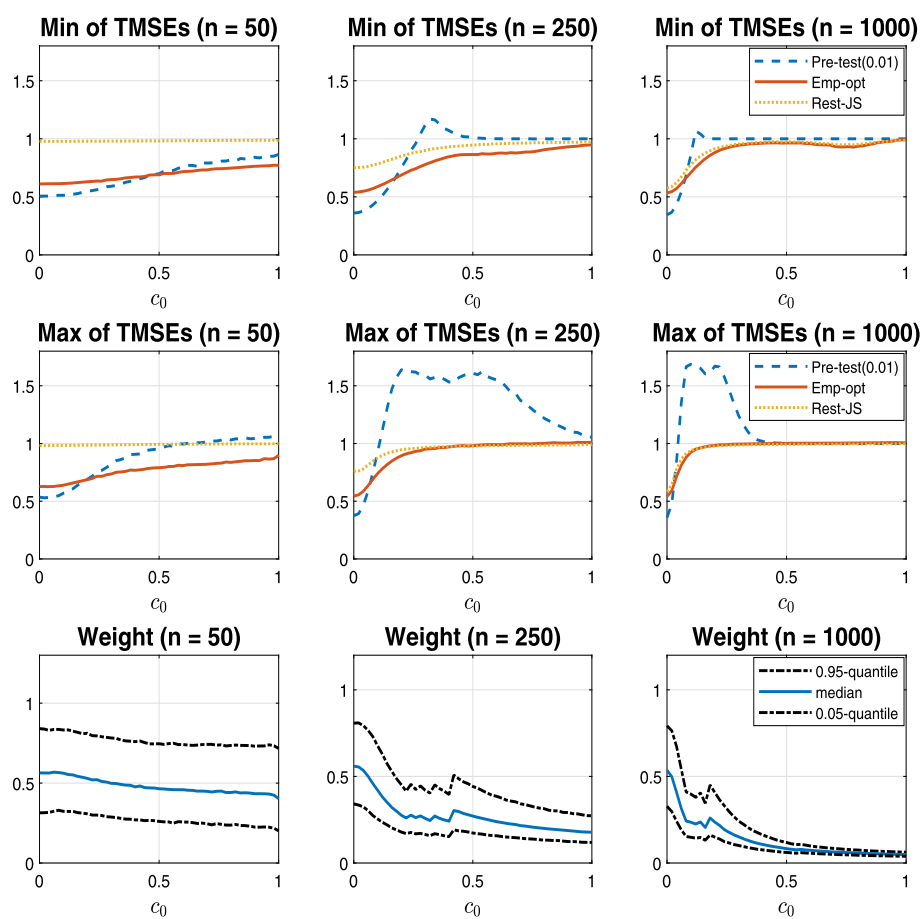 Min of TMSEs (n = 50)
Min of TMSEs (n = 250)
Min of TMSEs (n = 1000)
1.5
1
0.5
0
0
0.5
1
c0
1.5
1
0.5
0
0
0.5
1
c0
1.5
1
0.5
0
0
0.5
1
c0
Pre-test(0.01)
Emp-opt
Rest-JS
Max of TMSEs (n = 50)
Max of TMSEs (n = 250)
Max of TMSEs (n = 1000)
1.5
1
0.5
0
0
0.5
1
c0
1.5
1
0.5
0
0
0.5
1
c0
1.5
1
0.5
0
0
0.5
1
c0
Pre-test(0.01)
Emp-opt
Rest-JS
Weight (n = 50)
Weight (n = 250)
Weight (n = 1000)
1
0.5
0
0
0.5
1
c0
1
0.5
0
0
0.5
1
c0
1
0.5
0
0
0.5
1
c0
0.95-quantile
median
0.05-quantile